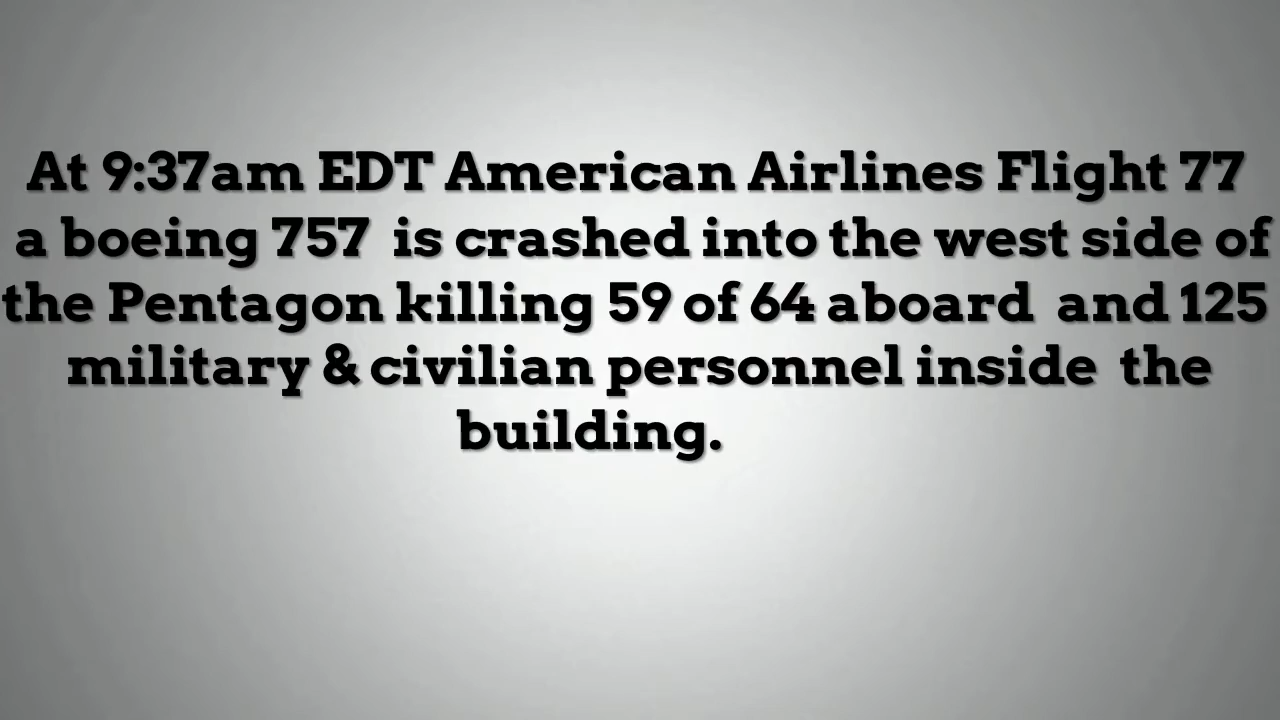 At 9:37am EDT American Airlines Flight 77
a boeing 757 is crashed into the west side of
the Pentagon killing 59 of 64 aboard and 125
military & civilian personnel inside the
building.